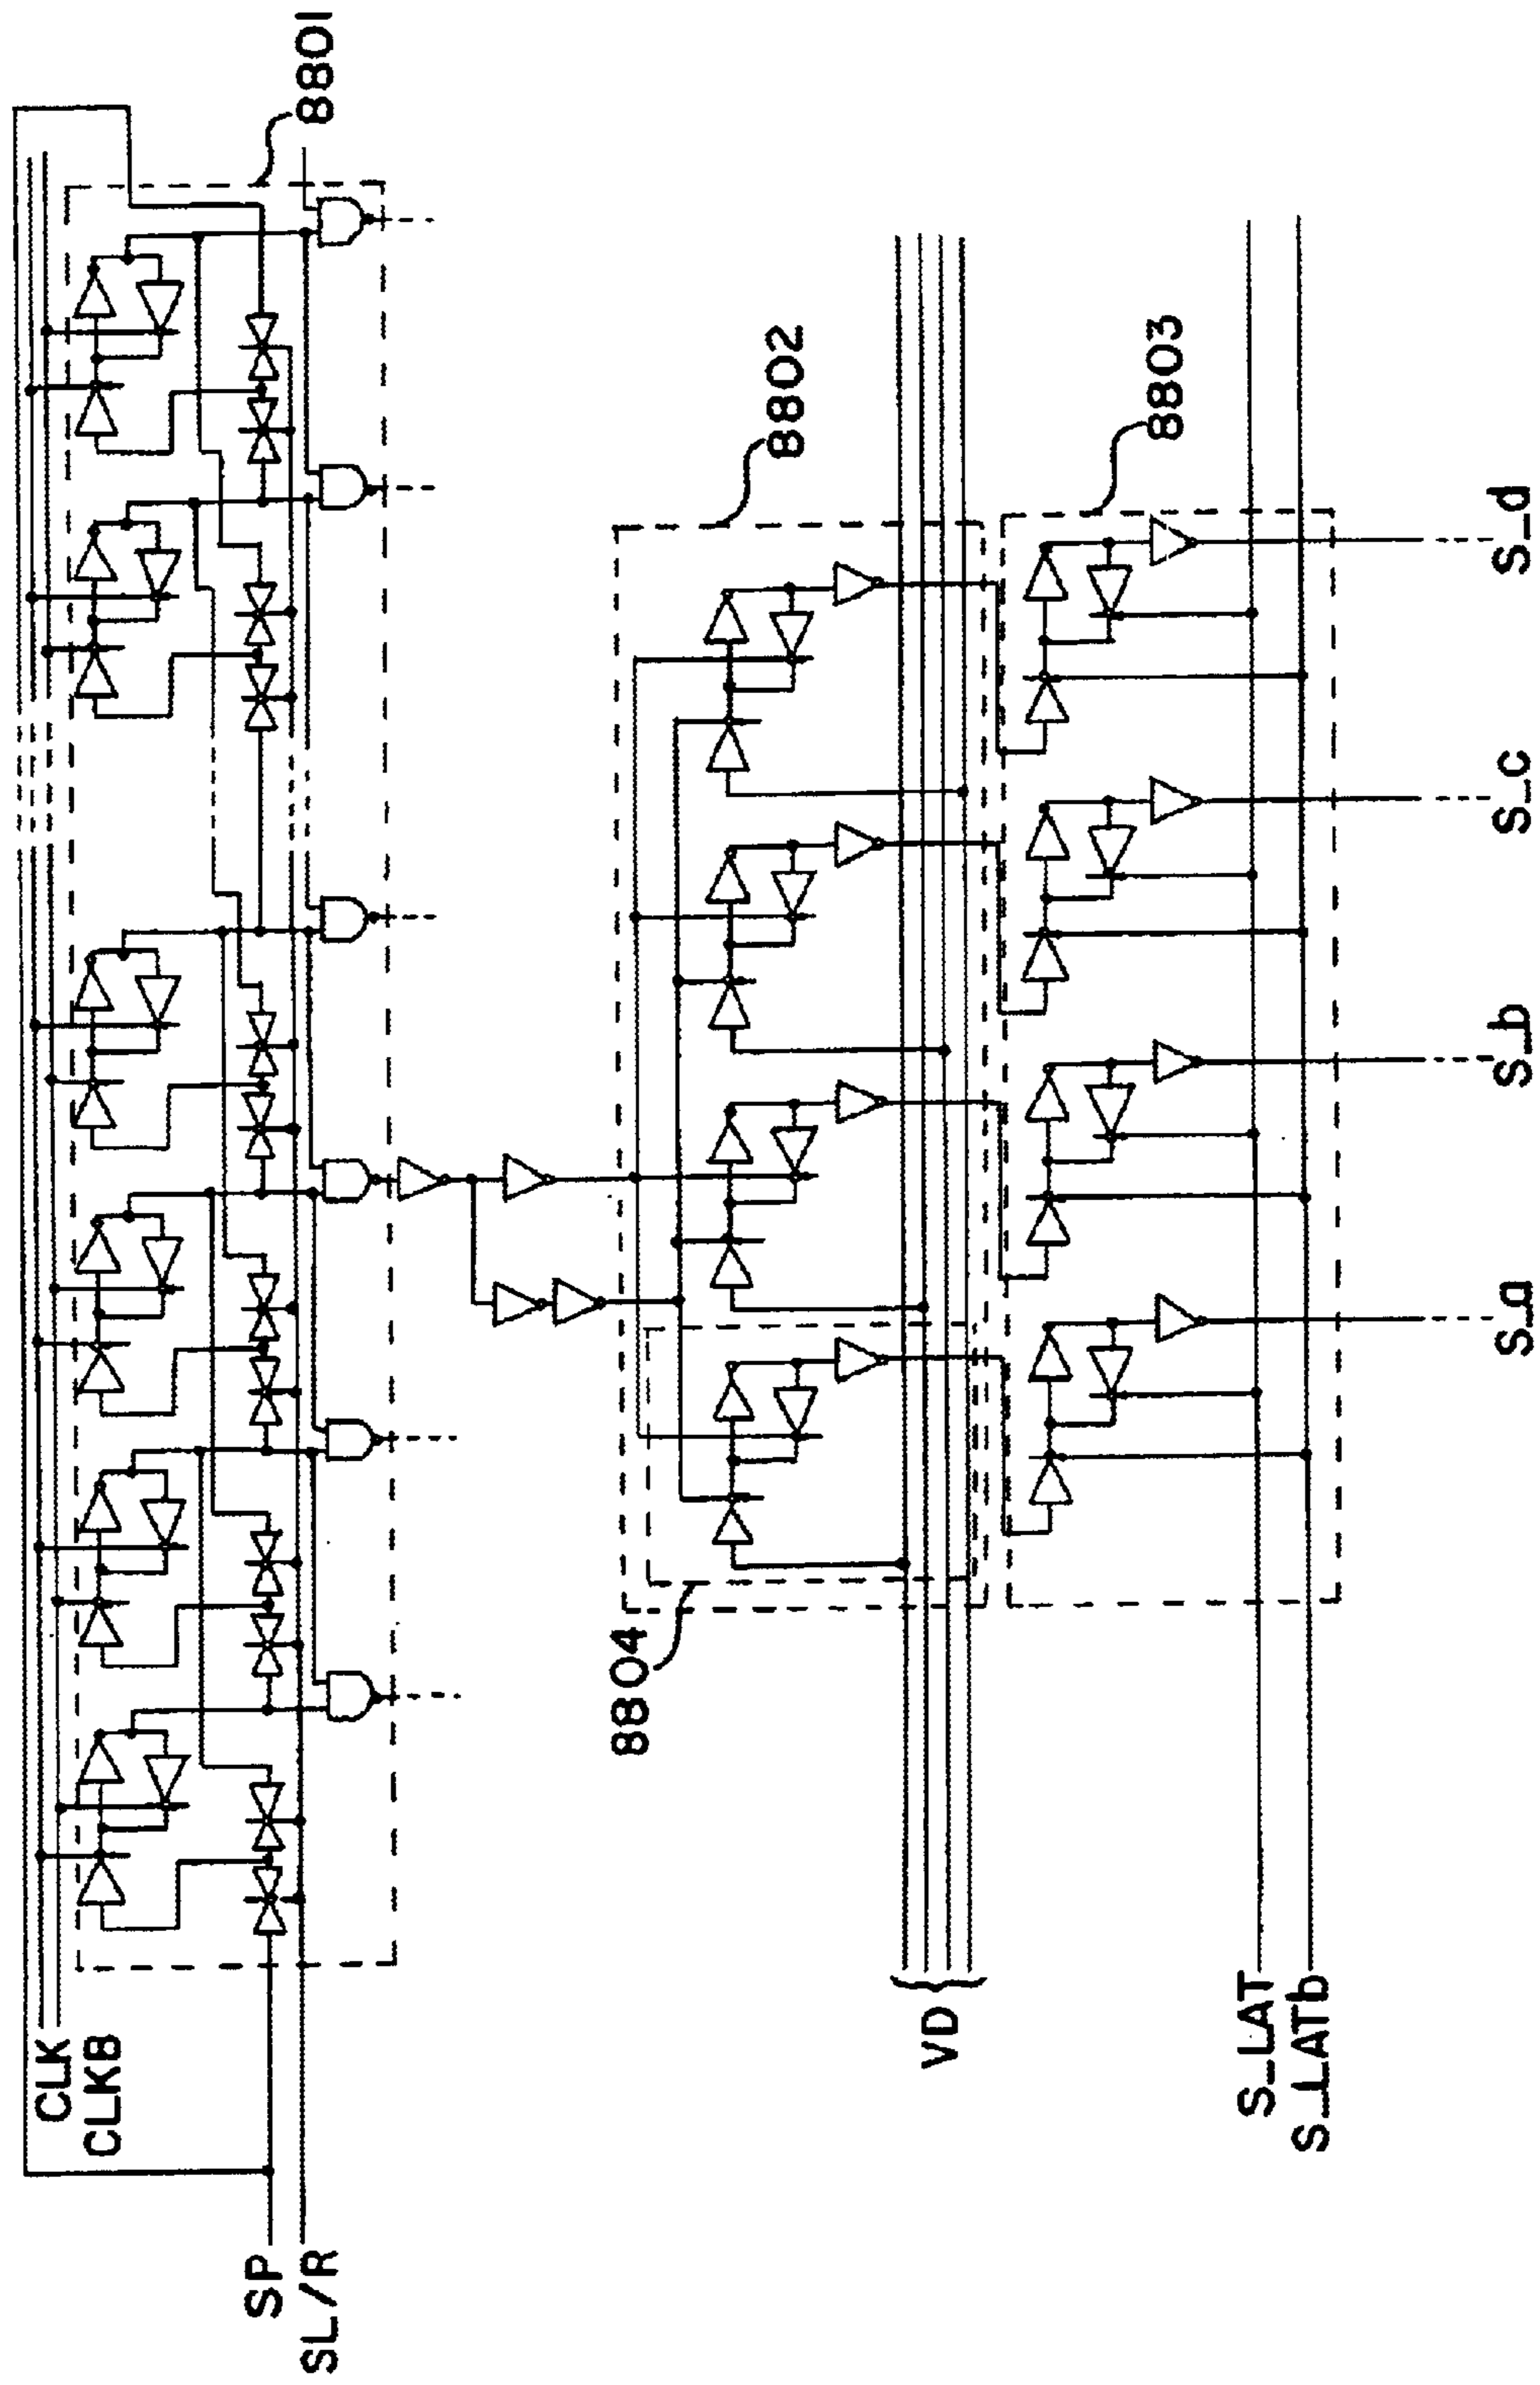 CLK
CLKB
SP
SL/R
8801
8802
8804
VD
8803
S_LAT
S_LATb
S_a
S_b
S_c
S_d